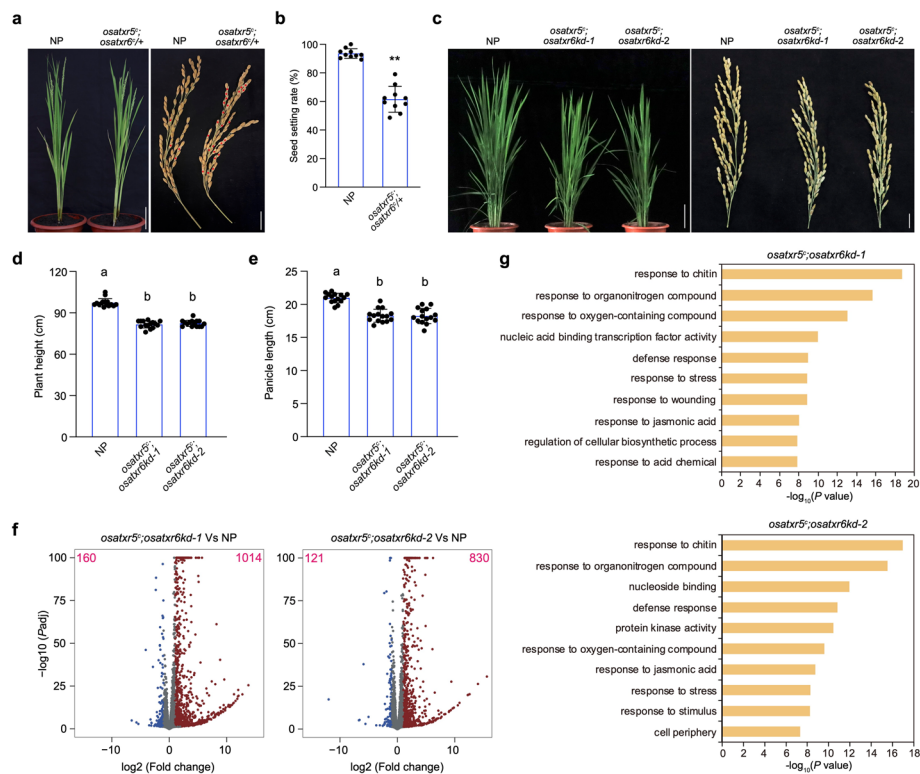 a
NP
osatxr5ᶜ;
osatxr6ᶜ/+
NP
osatxr5ᶜ;
osatxr6ᶜ/+
b
Seed setting rate (%)
100
80
60
40
20
0
**
NP
osatxr5ᶜ;
osatxr6ᶜ/+
c
NP
osatxr5ᶜ;
osatxr6kd-1
osatxr5ᶜ;
osatxr6kd-2
NP
osatxr5ᶜ;
osatxr6kd-1
osatxr5ᶜ;
osatxr6kd-2
d
Plant height (cm)
120
90
60
30
0
a
b
b
NP
osatxr5ᶜ;
osatxr6kd-1
osatxr5ᶜ;
osatxr6kd-2
e
Panicle length (cm)
25
20
15
10
5
0
a
b
b
NP
osatxr5ᶜ;
osatxr6kd-1
osatxr5ᶜ;
osatxr6kd-2
f
osatxr5ᶜ;osatxr6kd-1 Vs NP
160
1014
−log10 (Padj)
100
75
50
25
0
−10
0
10
log2 (Fold change)
osatxr5ᶜ;osatxr6kd-2 Vs NP
121
830
100
75
50
25
0
−10
0
10
log2 (Fold change)
g
osatxr5ᶜ;osatxr6kd-1
response to chitin
response to organonitrogen compound
response to oxygen-containing compound
nucleic acid binding transcription factor activity
defense response
response to stress
response to wounding
response to jasmonic acid
regulation of cellular biosynthetic process
response to acid chemical
0 2 4 6 8 10 12 14 16 18 20
-log₁₀(P value)
osatxr5ᶜ;osatxr6kd-2
response to chitin
response to organonitrogen compound
nucleoside binding
defense response
protein kinase activity
response to oxygen-containing compound
response to jasmonic acid
response to stress
response to stimulus
cell periphery
0 2 4 6 8 10 12 14 16 18
-log₁₀(P value)